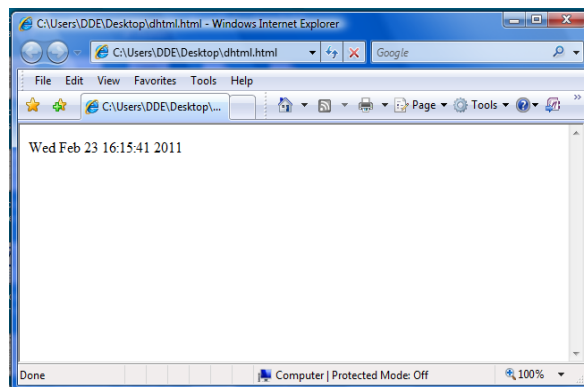 C:\Users\DDE\Desktop\dhtml.html - Windows Internet Explorer
C:\Users\DDE\Desktop\dhtml.html Google
File Edit View Favorites Tools Help
C:\Users\DDE\Desktop\... Page Tools
Wed Feb 23 16:15:41 2011
Done Computer | Protected Mode: Off 100%